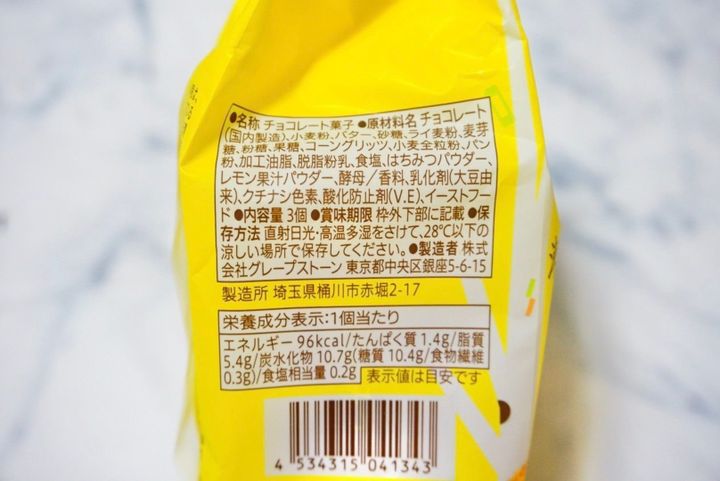 ●名称 チョコレート菓子 ●原材料名 チョコレート
(国内製造)、小麦粉、バター、砂糖、ライ麦粉、麦芽
糖、粉糖、果糖、コーングリッツ、小麦全粒粉、パン
粉、加工油脂、脱脂粉乳、食塩、はちみつパウダー、
レモン果汁パウダー、酵母／香料、乳化剤(大豆由
来)、クチナシ色素、酸化防止剤(V.E)、イーストフー
ド ●内容量 3個 ●賞味期限 枠外下部に記載 ●保
存方法 直射日光・高温多湿をさけて、28℃以下の
涼しい場所で保存してください。 ●製造者 株式
会社グレープストーン 東京都中央区銀座5-6-15
製造所 埼玉県桶川市赤堀2-17
栄養成分表示:1個当たり
エネルギー 96kcal/たんぱく質 1.4g/脂質
5.4g/炭水化物 10.7g(糖質 10.4g/食物繊維
0.3g)/食塩相当量 0.2g 表示値は目安です
4 534315 041343